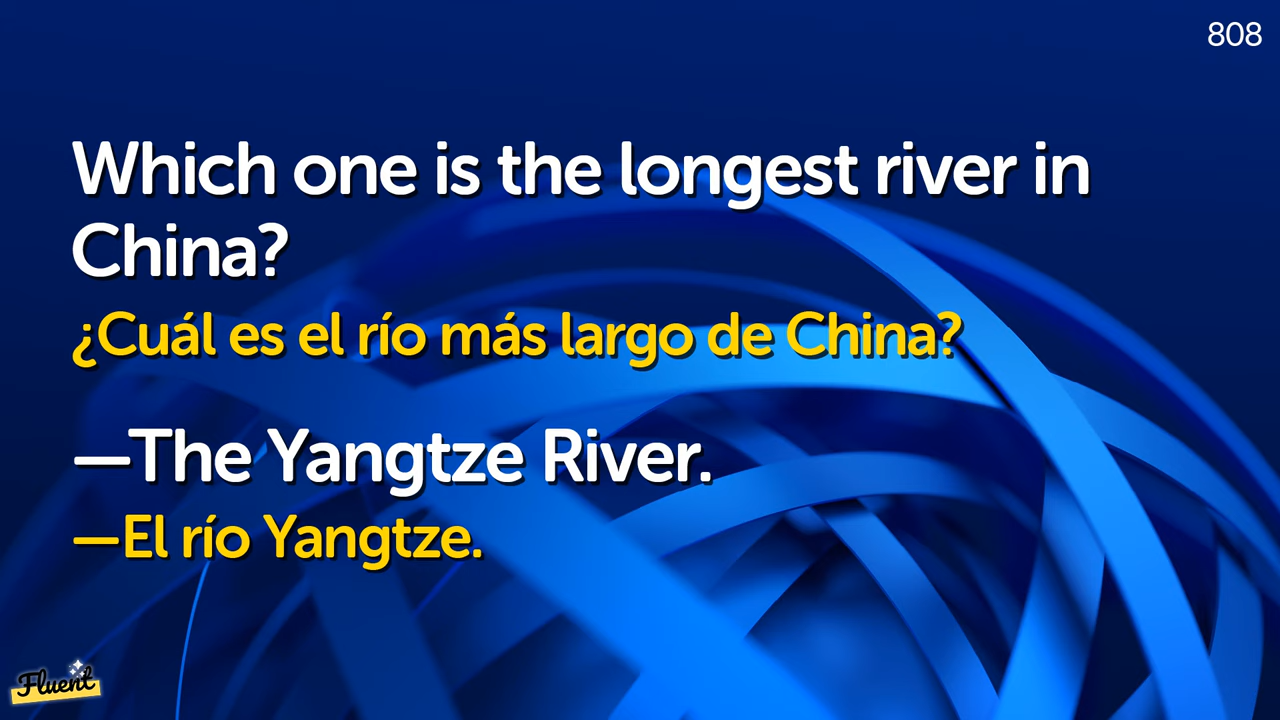 808
Which one is the longest river in
China?
¿Cuál es el río más largo de China?
—The Yangtze River.
—El río Yangtze.
Fluent